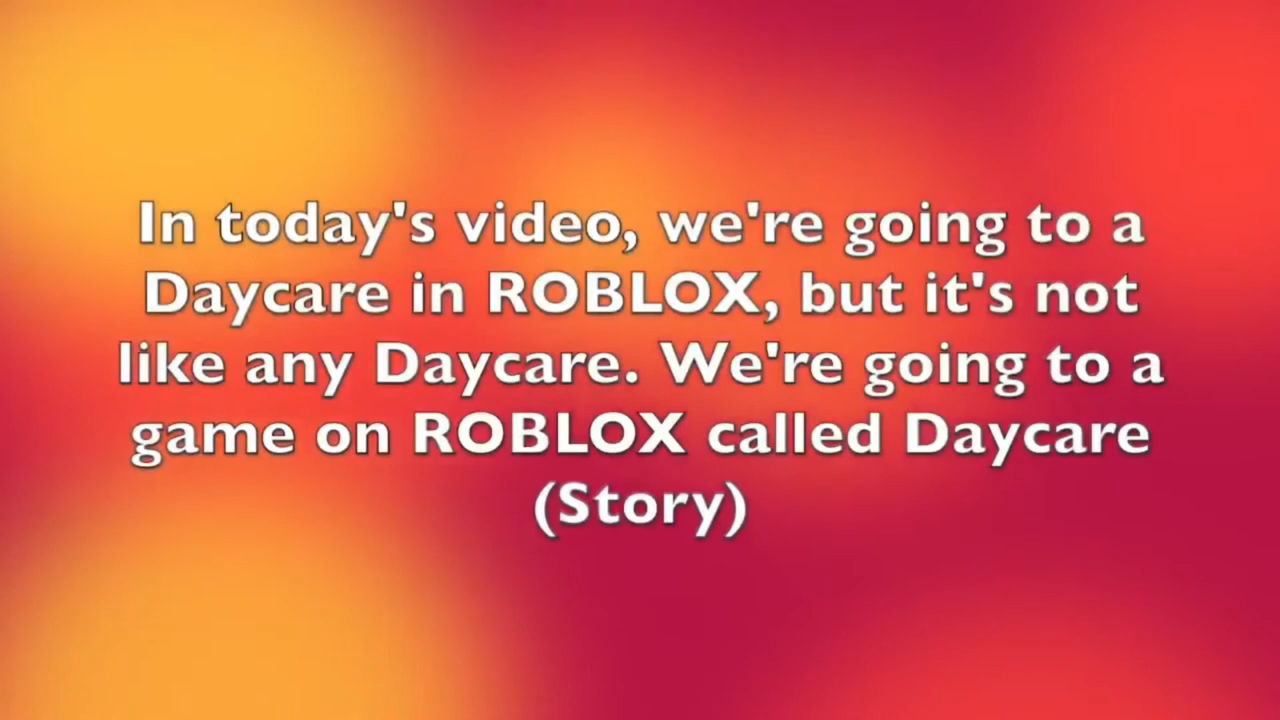 In today's video, we're going to a
Daycare in ROBLOX, but it's not
like any Daycare. We're going to a
game on ROBLOX called Daycare
(Story)